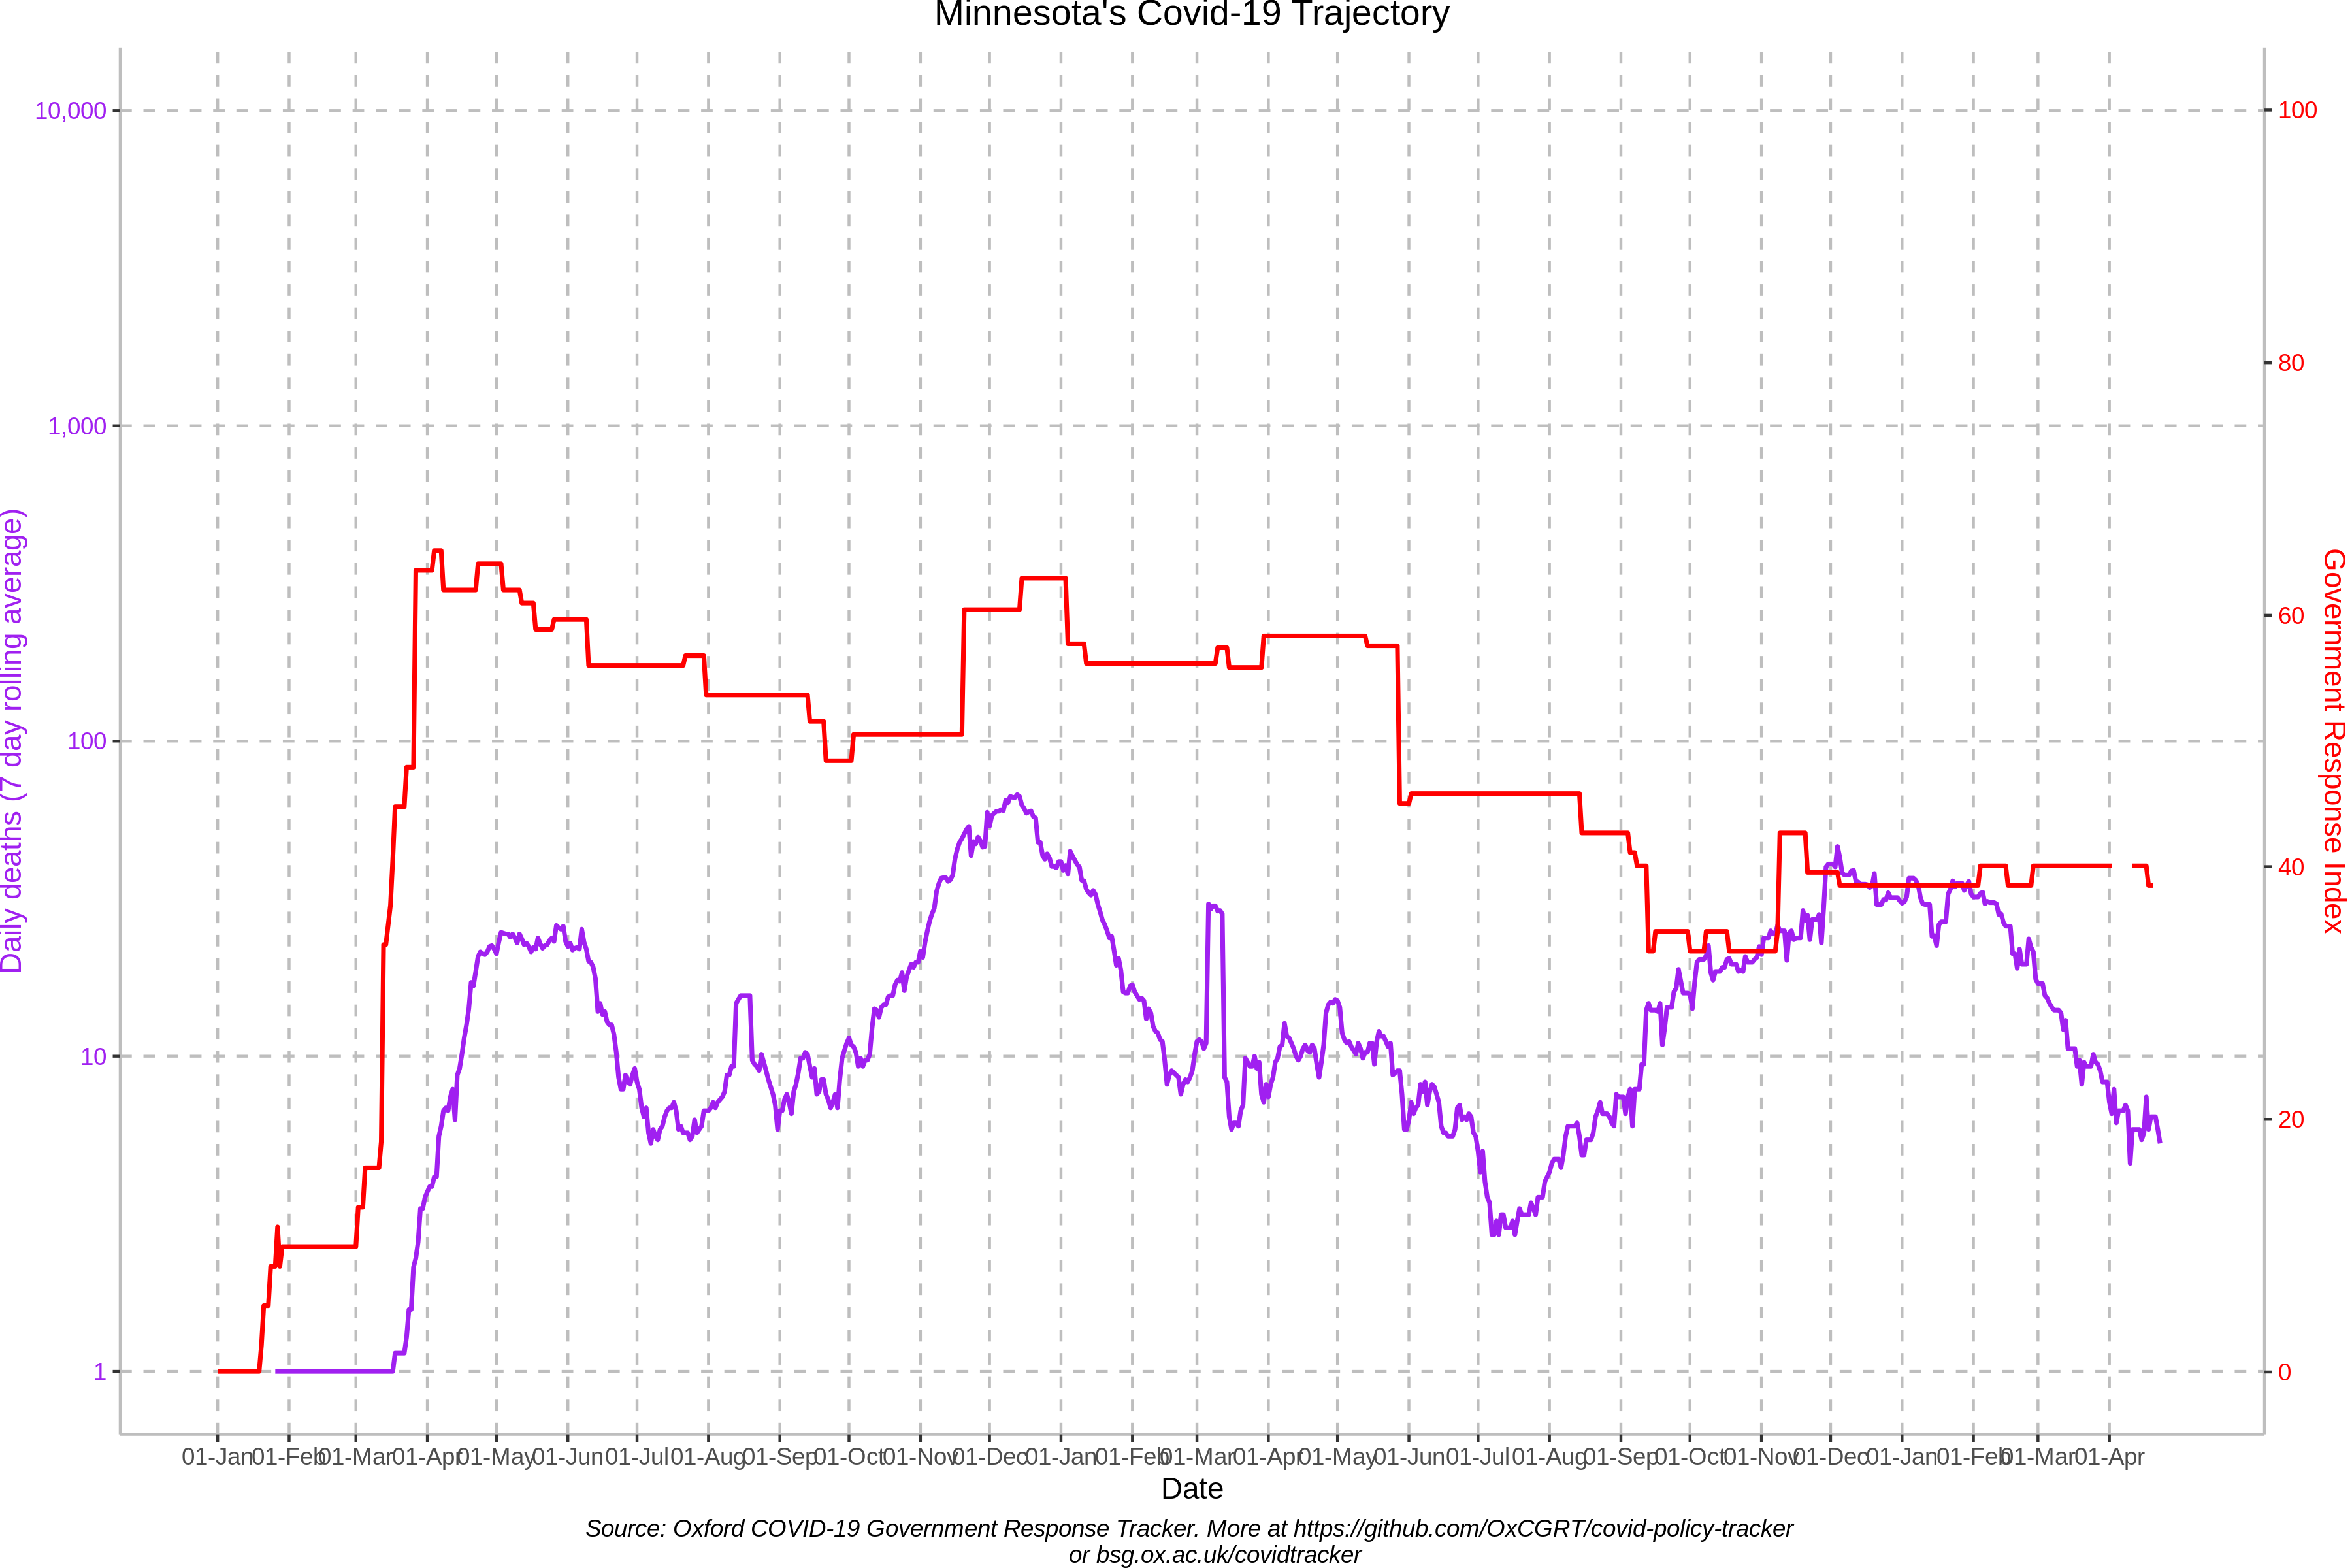 Minnesota's Covid-19 Trajectory
10,000
1,000
100
10
1
Daily deaths (7 day rolling average)
100
80
60
40
20
0
Government Response Index
01-Jan 01-Feb 01-Mar 01-Apr 01-May 01-Jun 01-Jul 01-Aug 01-Sep 01-Oct 01-Nov 01-Dec 01-Jan 01-Feb 01-Mar 01-Apr 01-May 01-Jun 01-Jul 01-Aug 01-Sep 01-Oct 01-Nov 01-Dec 01-Jan 01-Feb 01-Mar 01-Apr
Date
Source: Oxford COVID-19 Government Response Tracker. More at https://github.com/OxCGRT/covid-policy-tracker
or bsg.ox.ac.uk/covidtracker